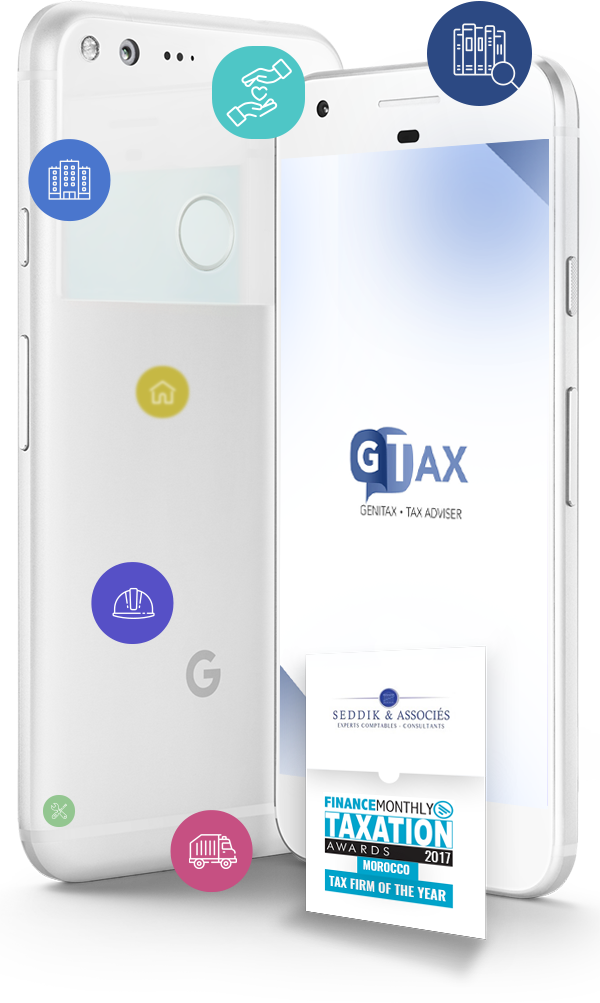 GTAX
GENITAX • TAX ADVISER
G
SEDDIK & ASSOCIÉS
EXPERTS COMPTABLES - CONSULTANTS
FINANCE MONTHLY
TAXATION
AWARDS 2017
MOROCCO
TAX FIRM OF THE YEAR